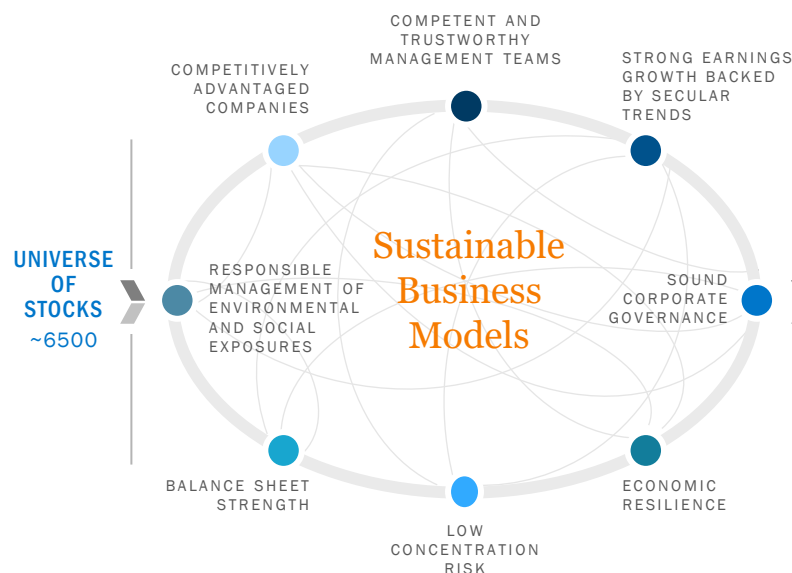 COMPETENT AND
TRUSTWORTHY
MANAGEMENT TEAMS
STRONG EARNINGS
GROWTH BACKED
BY SECULAR
TRENDS
COMPETITIVELY
ADVANTAGED
COMPANIES
UNIVERSE
OF
STOCKS
~6500
RESPONSIBLE
MANAGEMENT OF
ENVIRONMENTAL
AND SOCIAL
EXPOSURES
Sustainable
Business
Models
SOUND
CORPORATE
GOVERNANCE
BALANCE SHEET
STRENGTH
LOW
CONCENTRATION
RISK
ECONOMIC
RESILIENCE